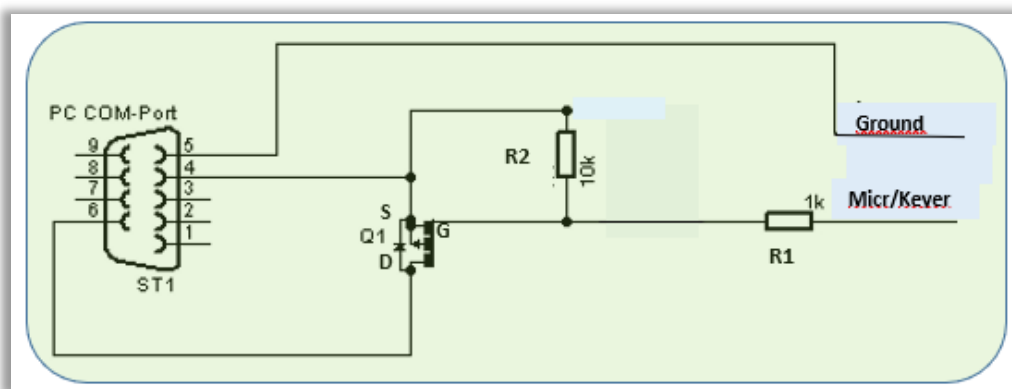 PC COM-Port
9
5
8
4
7
3
6
2
1
ST1
S
Q1
G
D
R2
10k
Ground
1k
Micr/Keyer
R1